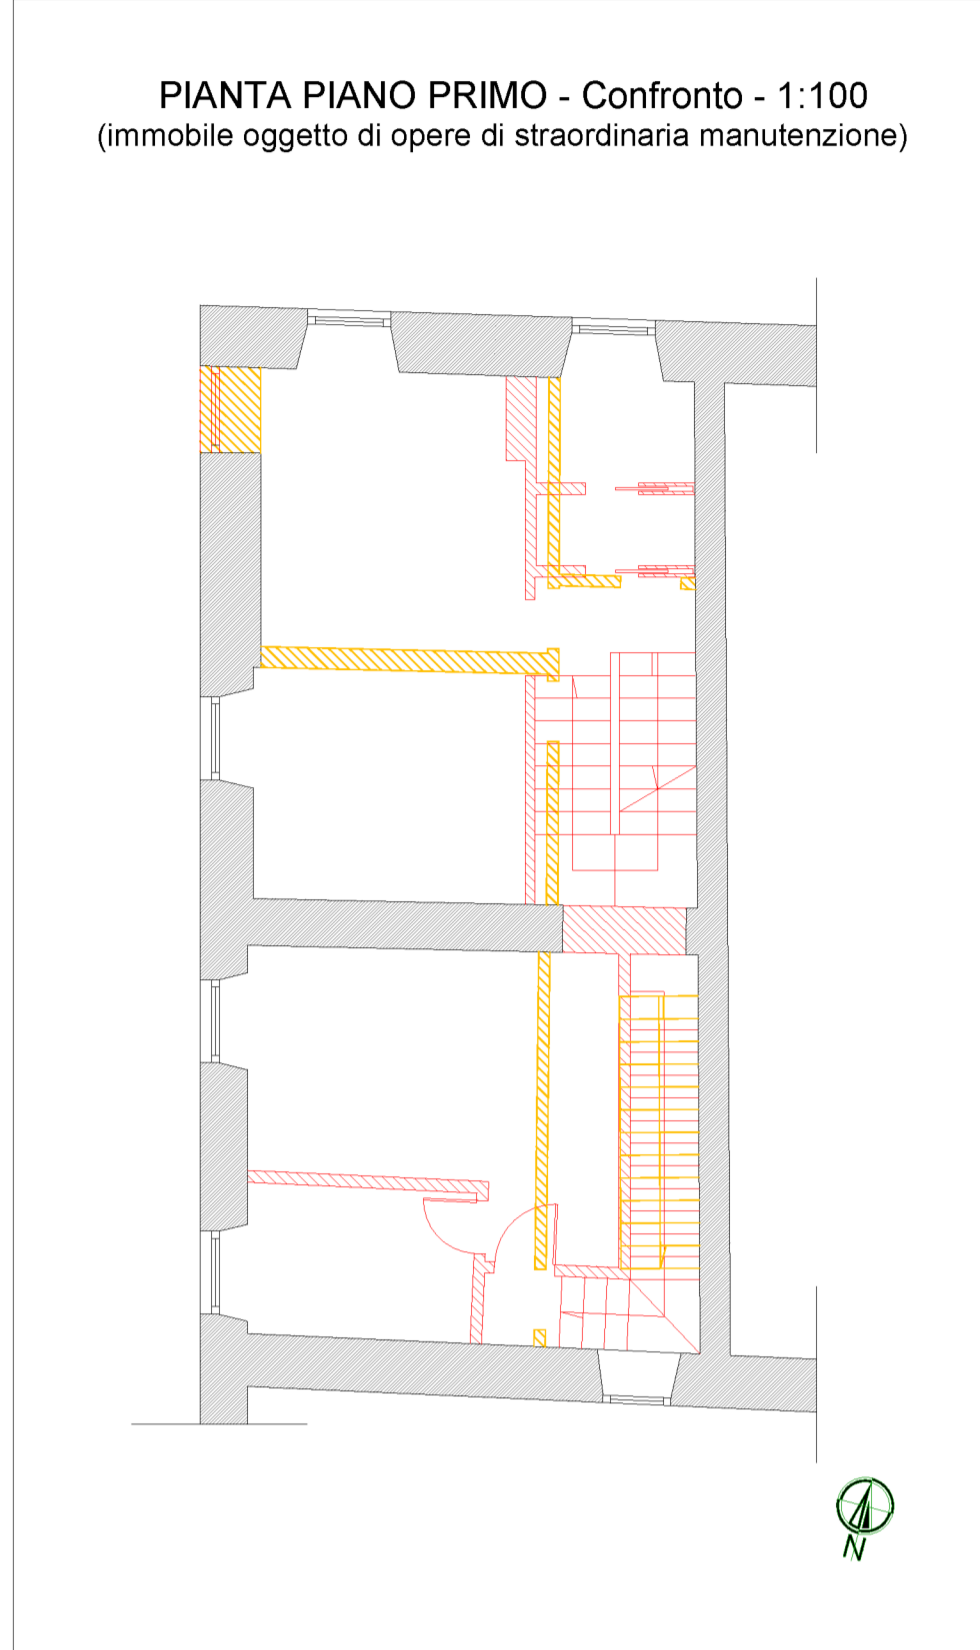 PIANTA PIANO PRIMO - Confronto - 1:100
(immobile oggetto di opere di straordinaria manutenzione)
N